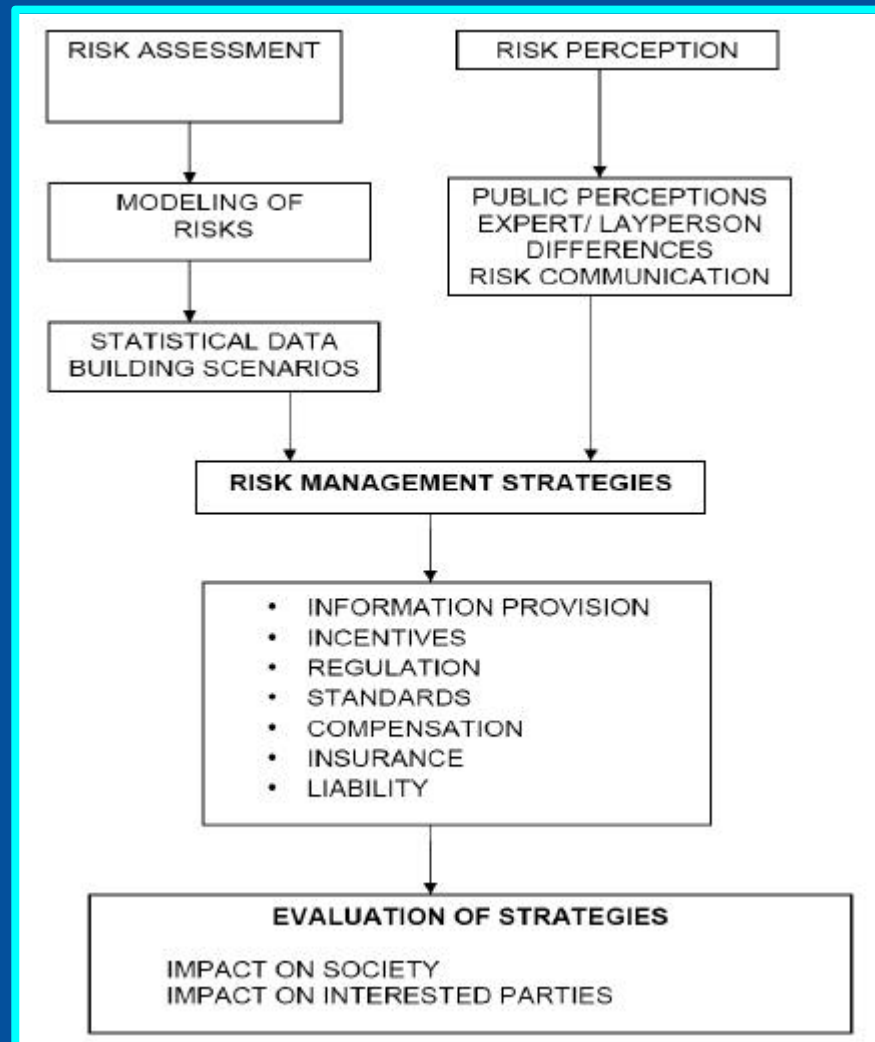 RISK ASSESSMENT
RISK PERCEPTION
MODELING OF
RISKS
PUBLIC PERCEPTIONS
EXPERT/ LAYPERSON
DIFFERENCES
RISK COMMUNICATION
STATISTICAL DATA
BUILDING SCENARIOS
RISK MANAGEMENT STRATEGIES
• INFORMATION PROVISION
• INCENTIVES
• REGULATION
• STANDARDS
• COMPENSATION
• INSURANCE
• LIABILITY
EVALUATION OF STRATEGIES
IMPACT ON SOCIETY
IMPACT ON INTERESTED PARTIES